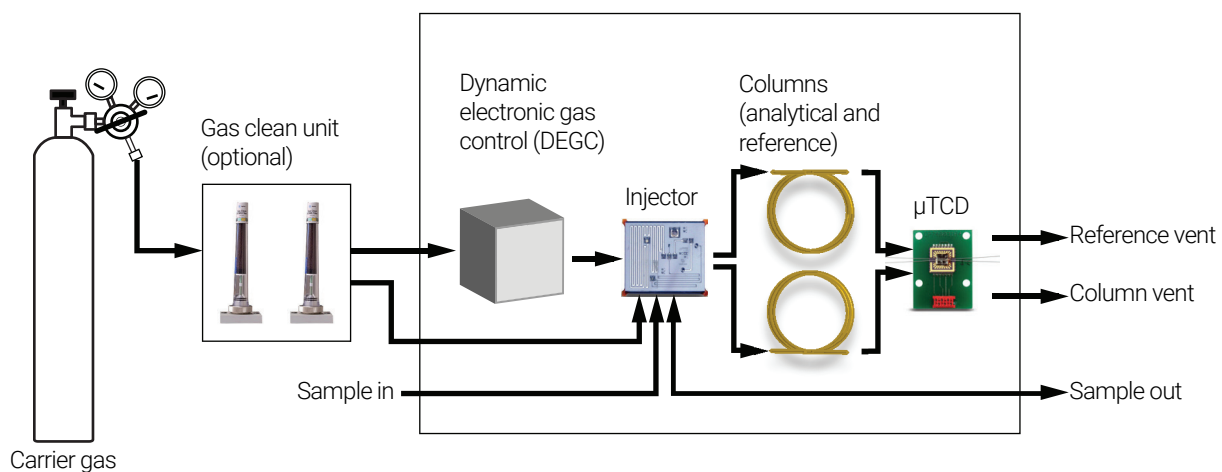 Dynamic
electronic gas
control (DEGC)
Columns
(analytical and
reference)
Gas clean unit
(optional)
Injector
µTCD
Reference vent
Column vent
Sample in
Sample out
Carrier gas